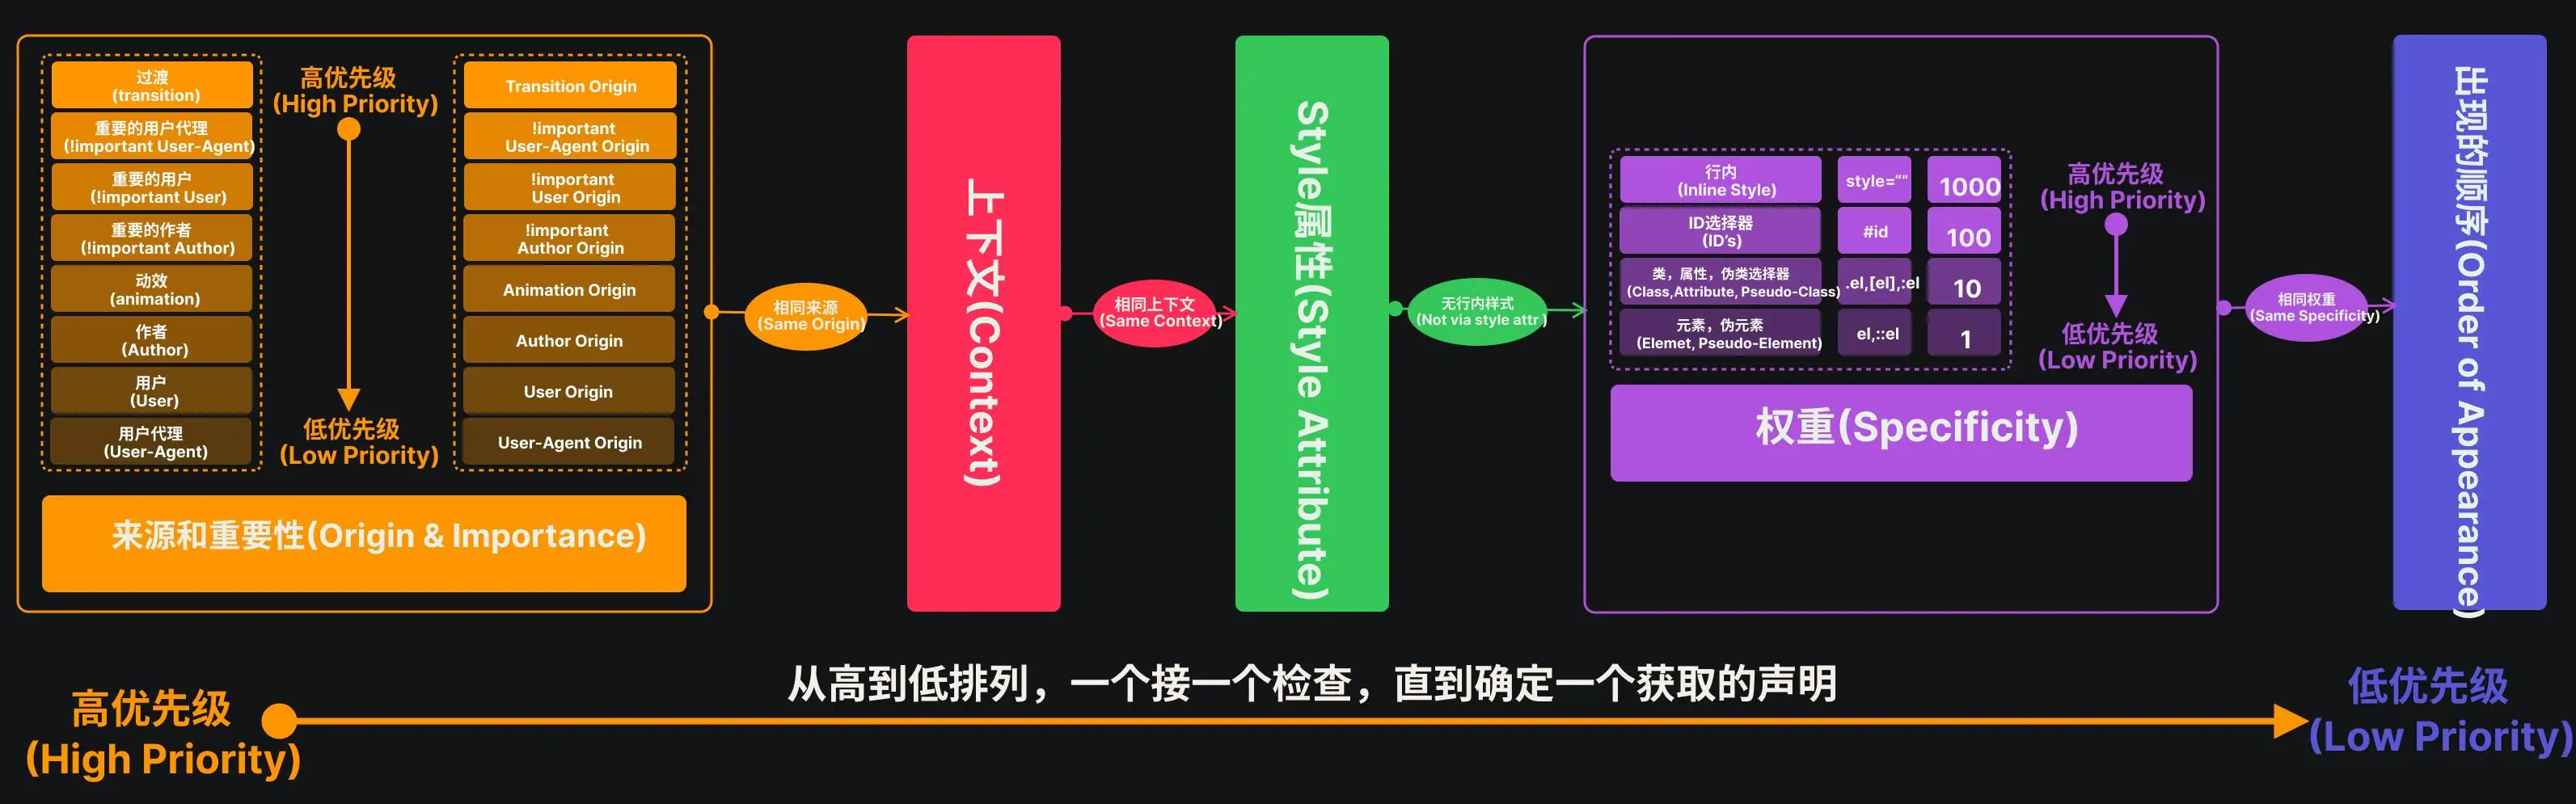 过渡
(transition)
重要的用户代理
(!important User-Agent)
重要的用户
(!important User)
重要的作者
(!important Author)
动效
(animation)
作者
(Author)
用户
(User)
用户代理
(User-Agent)
高优先级
(High Priority)
低优先级
(Low Priority)
Transition Origin
!important
User-Agent Origin
!important
User Origin
!important
Author Origin
Animation Origin
Author Origin
User Origin
User-Agent Origin
来源和重要性(Origin & Importance)
相同来源
(Same Origin)
上下文(Context)
相同上下文
(Same Context)
Style属性(Style Attribute)
无行内样式
(Not via style attr )
行内
(Inline Style)
style=“”
1000
ID选择器
(ID’s)
#id
100
类，属性，伪类选择器
(Class,Attribute, Pseudo-Class)
.el,[el],:el
10
元素，伪元素
(Elemet, Pseudo-Element)
el,::el
1
高优先级
(High Priority)
低优先级
(Low Priority)
权重(Specificity)
相同权重
(Same Specificity)
出现的顺序(Order of Appearance)
从高到低排列，一个接一个检查，直到确定一个获取的声明
高优先级
(High Priority)
低优先级
(Low Priority)